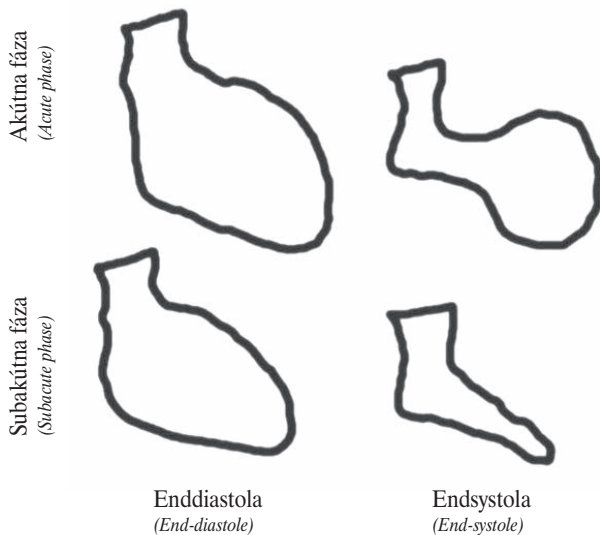 Akútna fáza
(Acute phase)
Subakútna fáza
(Subacute phase)
Enddiastola
(End-diastole)
Endsystola
(End-systole)